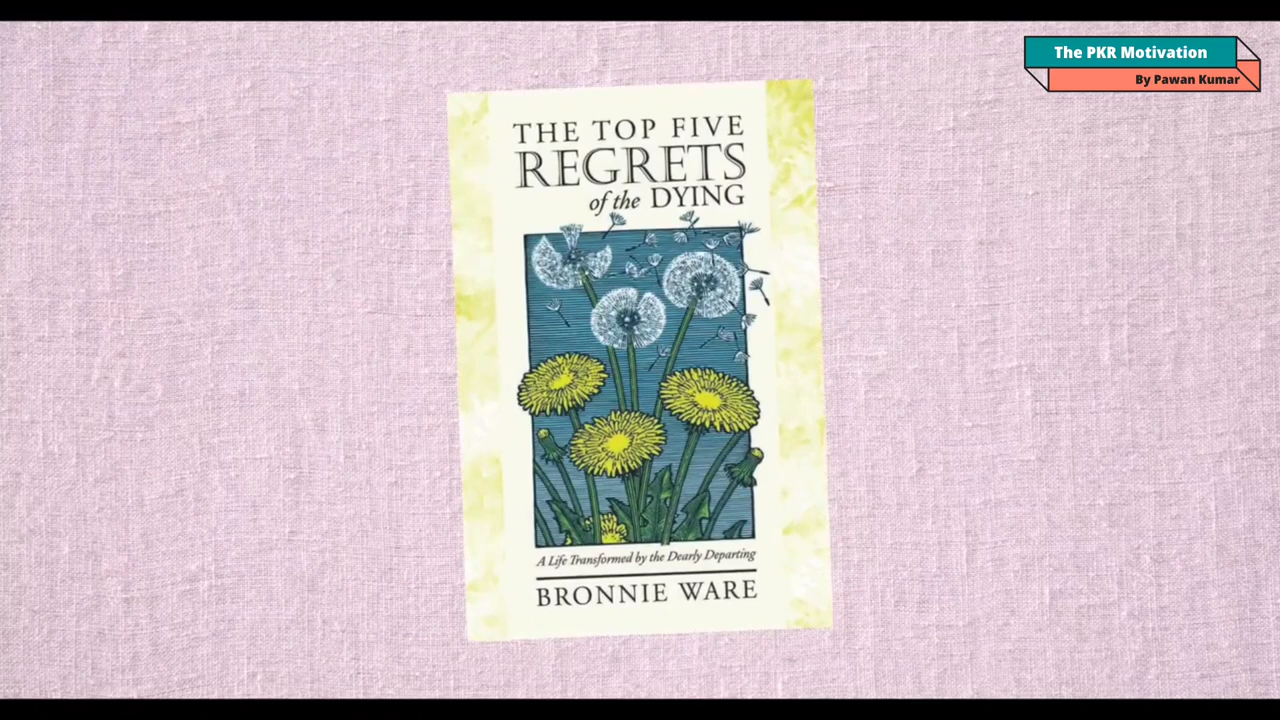 The PKR Motivation
By Pawan Kumar
THE TOP FIVE
REGRETS
of the DYING
A Life Transformed by the Dearly Departing
BRONNIE WARE